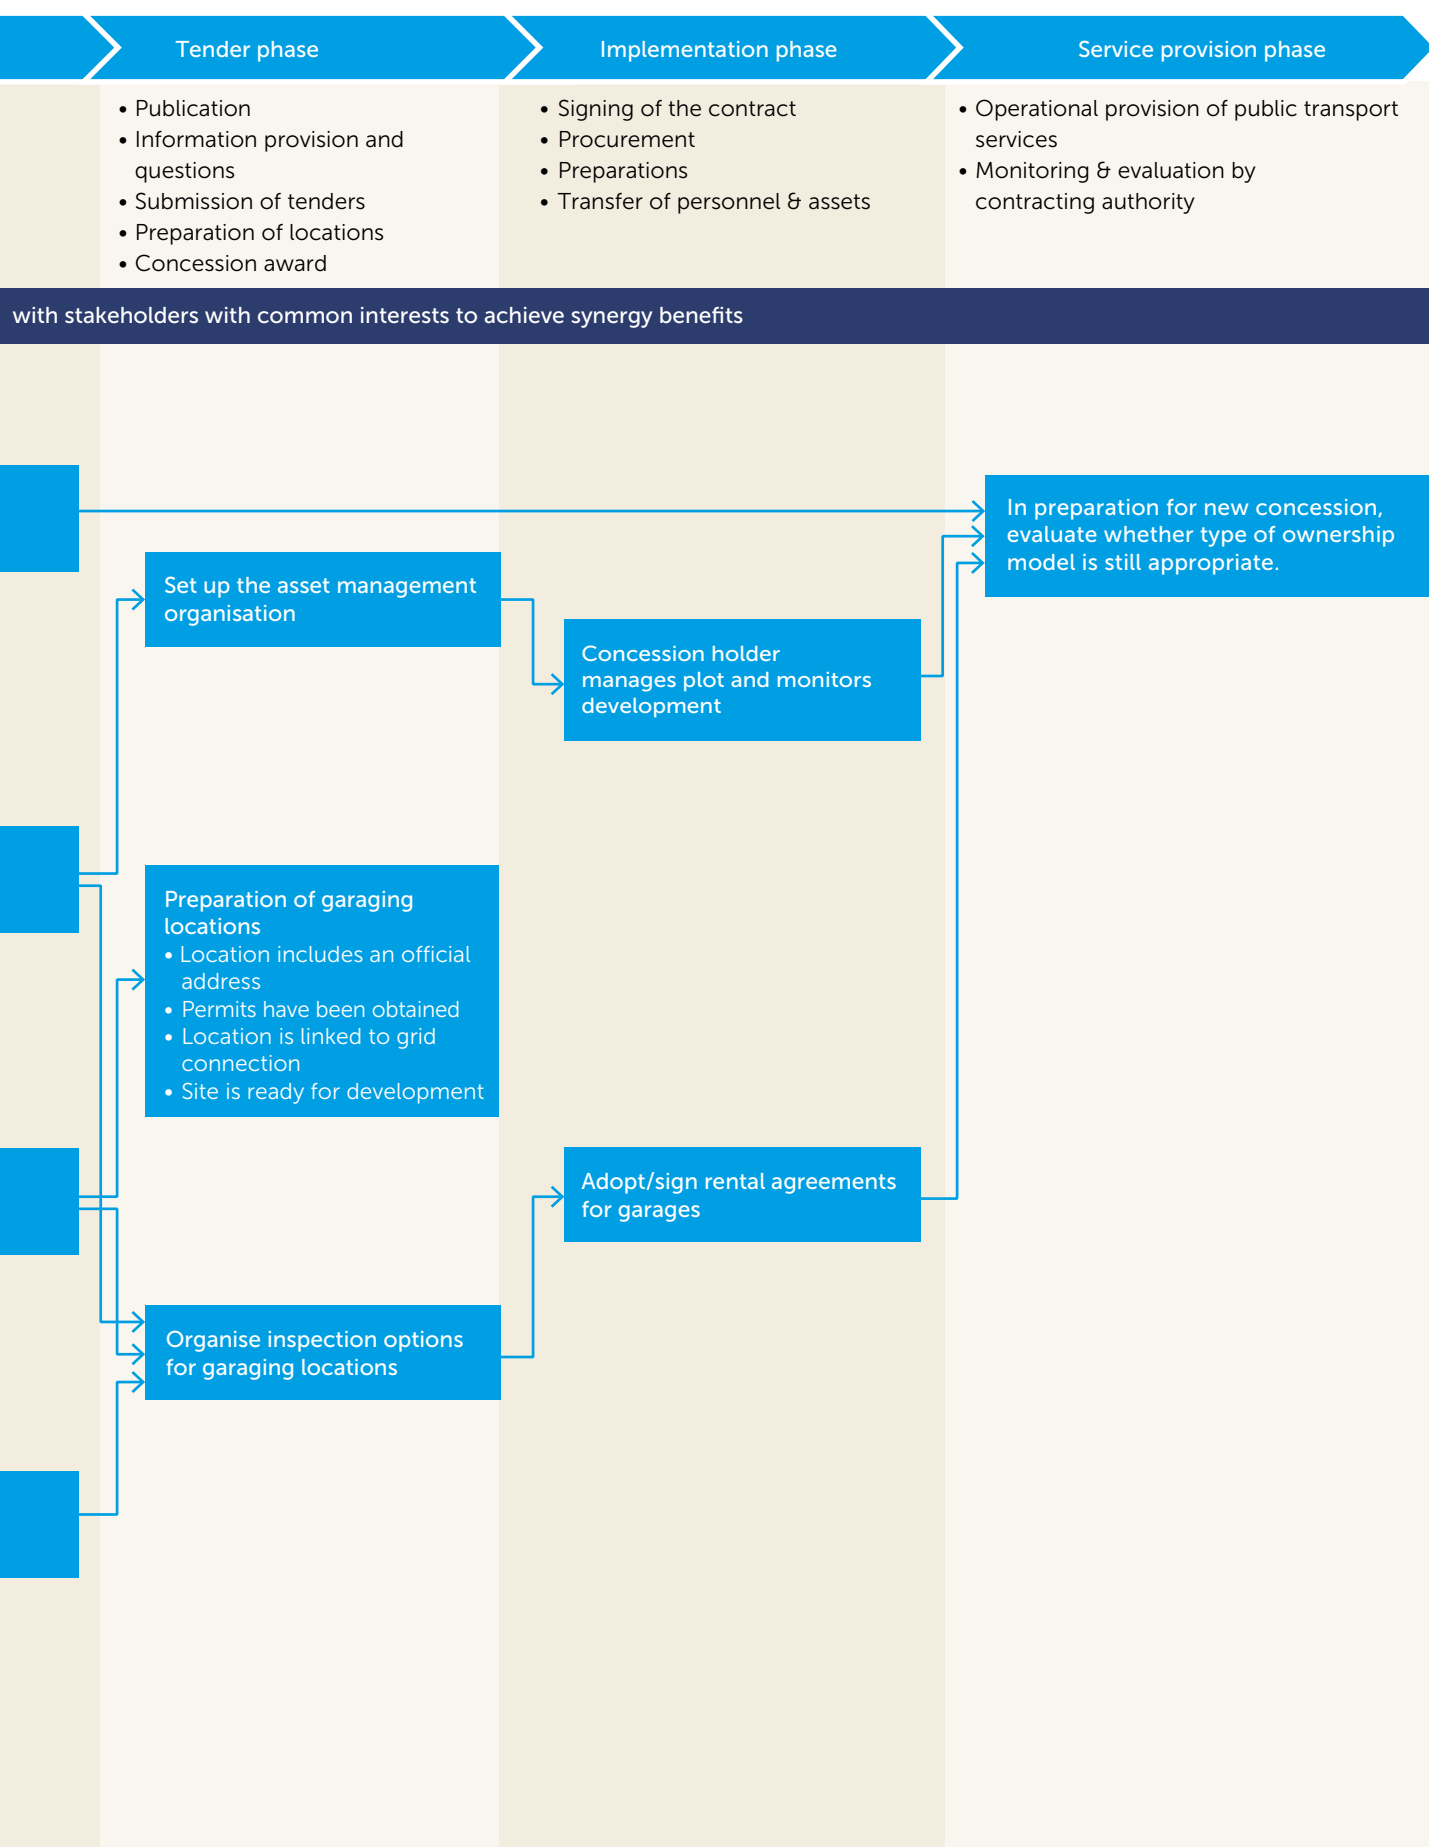 Tender phase
Implementation phase
Service provision phase
• Publication
• Information provision and
questions
• Submission of tenders
• Preparation of locations
• Concession award
• Signing of the contract
• Procurement
• Preparations
• Transfer of personnel & assets
• Operational provision of public transport
services
• Monitoring & evaluation by
contracting authority
with stakeholders with common interests to achieve synergy benefits
In preparation for new concession,
evaluate whether type of ownership
model is still appropriate.
Set up the asset management
organisation
Concession holder
manages plot and monitors
development
Preparation of garaging
locations
• Location includes an official
address
• Permits have been obtained
• Location is linked to grid
connection
• Site is ready for development
Adopt/sign rental agreements
for garages
Organise inspection options
for garaging locations